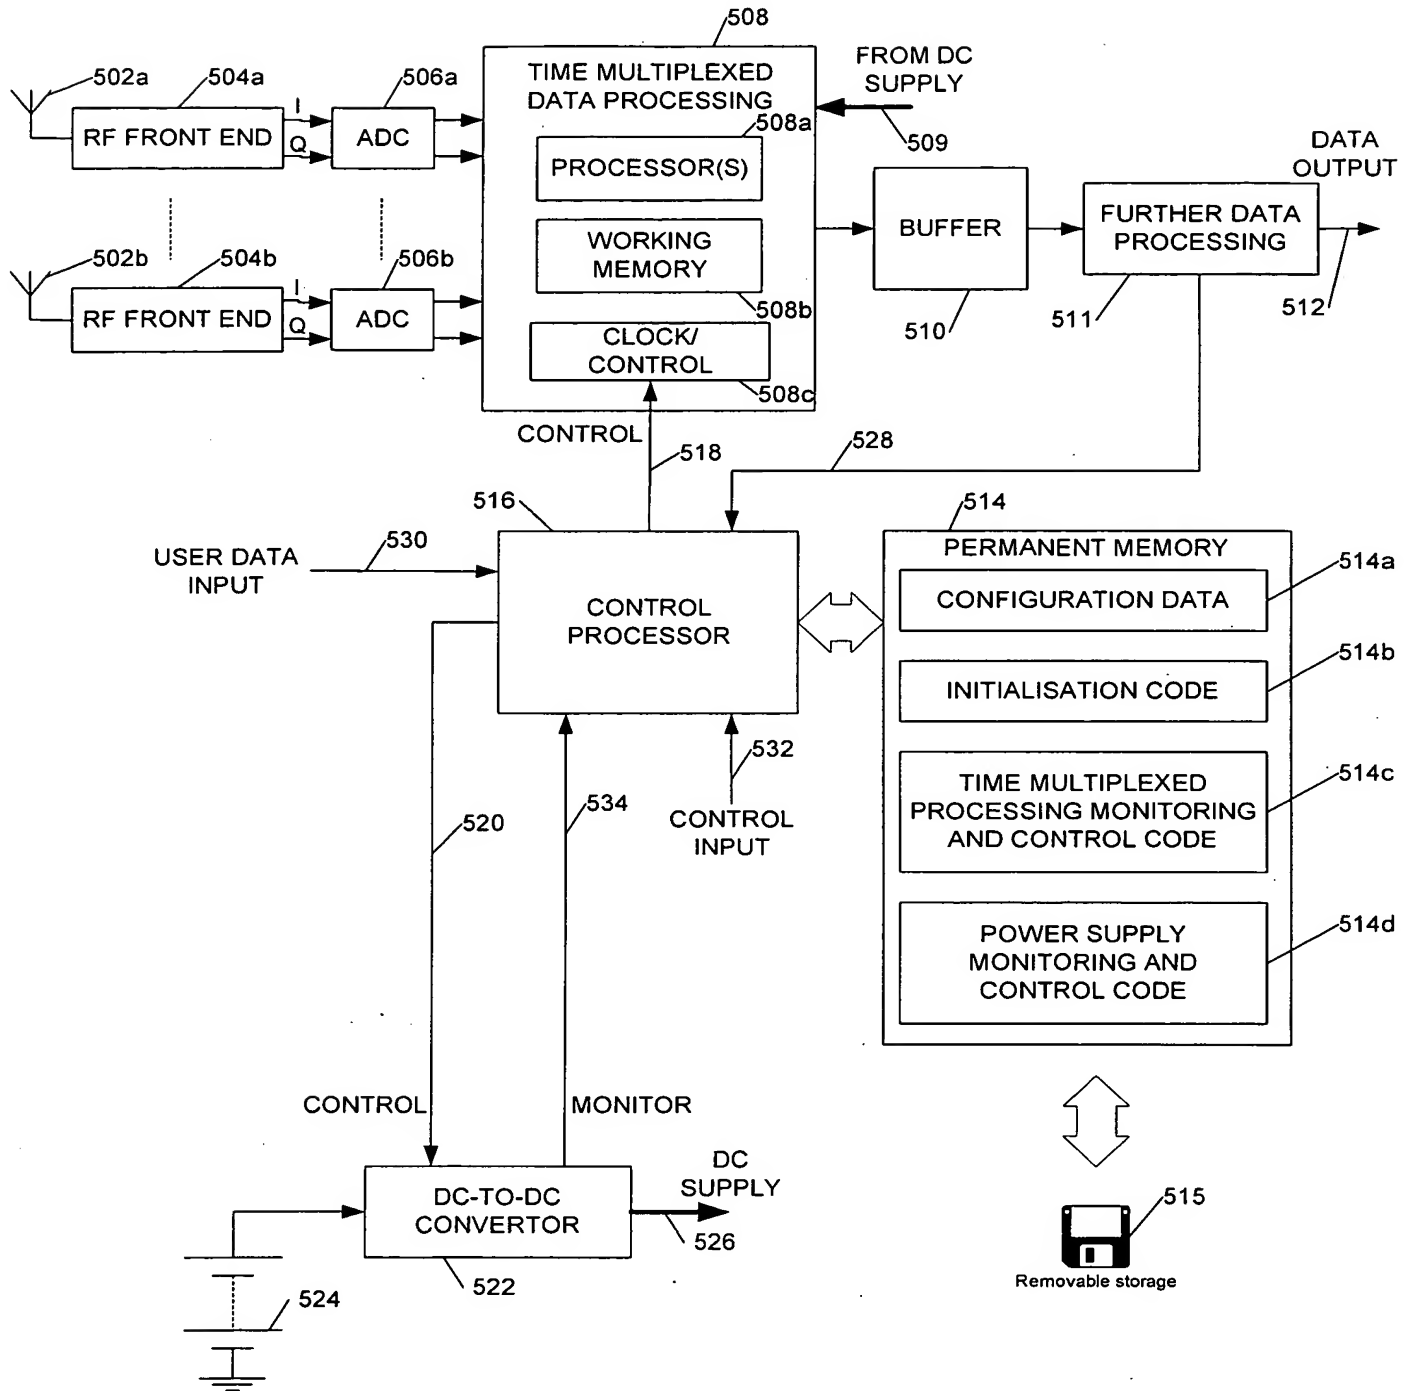 508
502a
504a
506a
FROM DC
SUPPLY
TIME MULTIPLEXED
DATA PROCESSING
I
Q
RF FRONT END
ADC
508a
PROCESSOR(S)
509
DATA
OUTPUT
BUFFER
FURTHER DATA
PROCESSING
WORKING
MEMORY
502b
504b
506b
I
Q
RF FRONT END
ADC
508b
510
511
512
CLOCK/
CONTROL
508c
CONTROL
518
528
516
514
USER DATA
INPUT
530
CONTROL
PROCESSOR
PERMANENT MEMORY
514a
CONFIGURATION DATA
514b
INITIALISATION CODE
532
514c
TIME MULTIPLEXED
PROCESSING MONITORING
AND CONTROL CODE
520
534
CONTROL
INPUT
514d
POWER SUPPLY
MONITORING AND
CONTROL CODE
CONTROL
MONITOR
DC
SUPPLY
DC-TO-DC
CONVERTOR
526
515
522
524
Removable storage